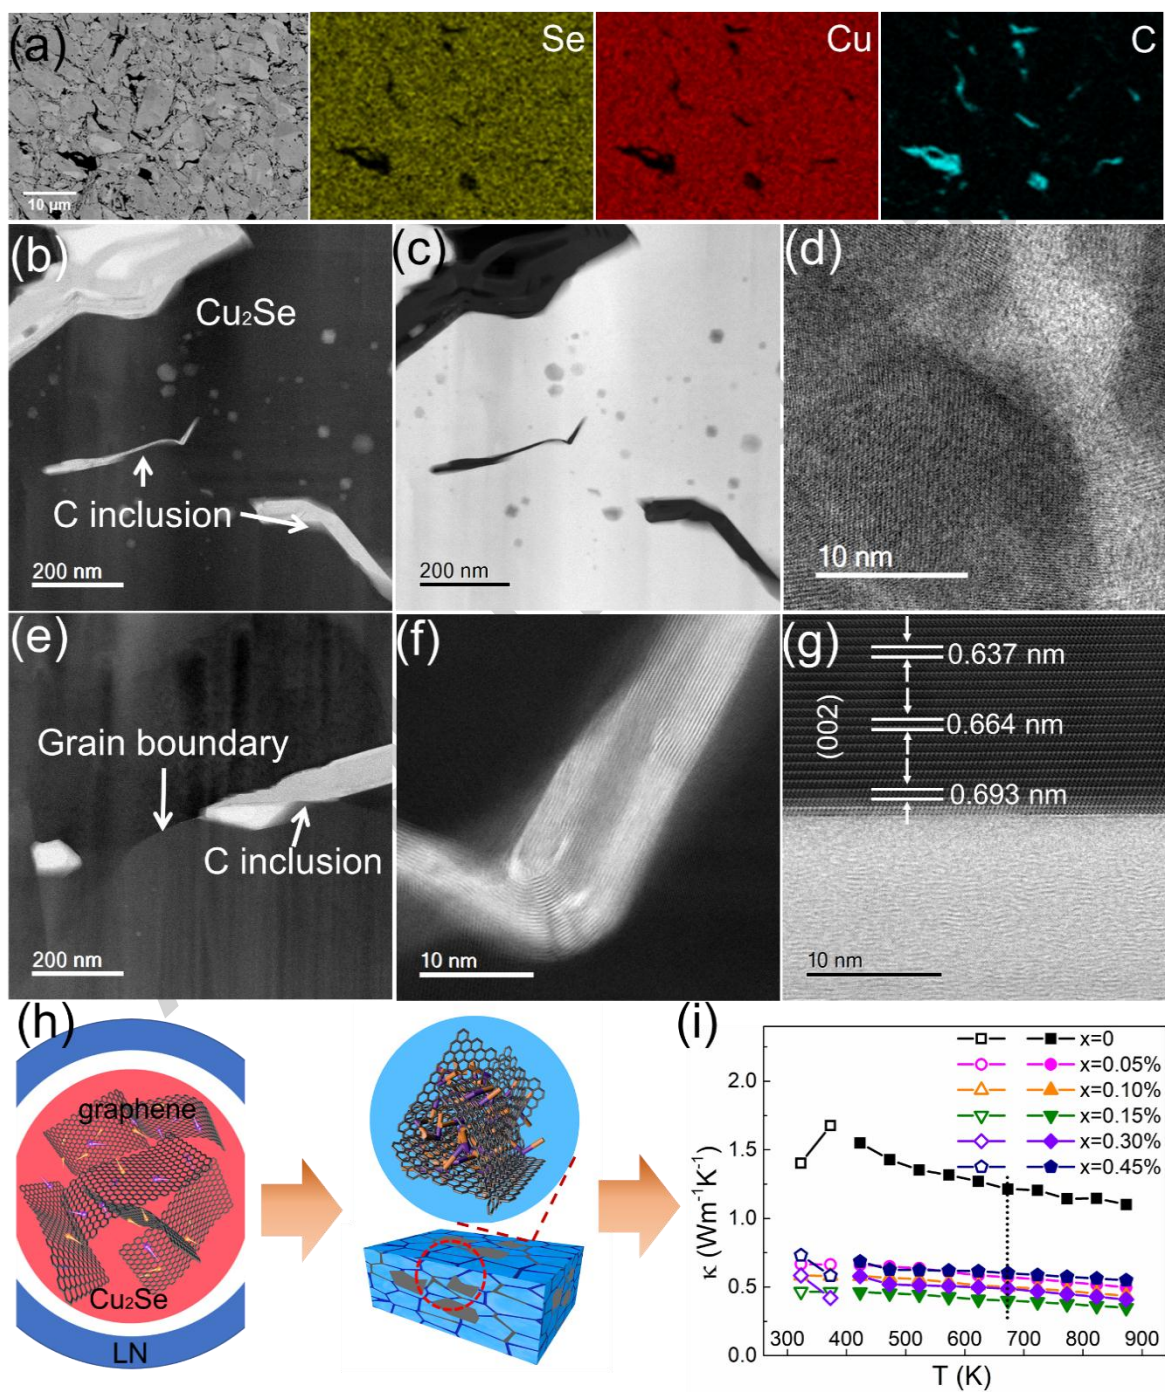 (a)
Se
Cu
C
10 µm
(b)
Cu₂Se
C inclusion
200 nm
(c)
200 nm
(d)
10 nm
(e)
Grain boundary
C inclusion
200 nm
(f)
10 nm
(g)
(002)
0.637 nm
0.664 nm
0.693 nm
10 nm
(h)
graphene
Cu₂Se
LN
(i)
x=0
x=0.05%
x=0.10%
x=0.15%
x=0.30%
x=0.45%
2.0
1.5
1.0
0.5
0.0
κ (Wm⁻¹K⁻¹)
300 400 500 600 700 800 900
T (K)